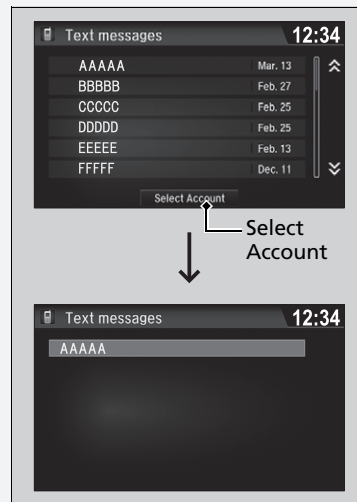 Text messages 12:34
AAAAA Mar. 13
BBBBB Feb. 27
CCCCC Feb. 25
DDDDD Feb. 25
EEEEE Feb. 13
FFFFF Dec. 11
Select Account
Select
Account
Text messages 12:34
AAAAA